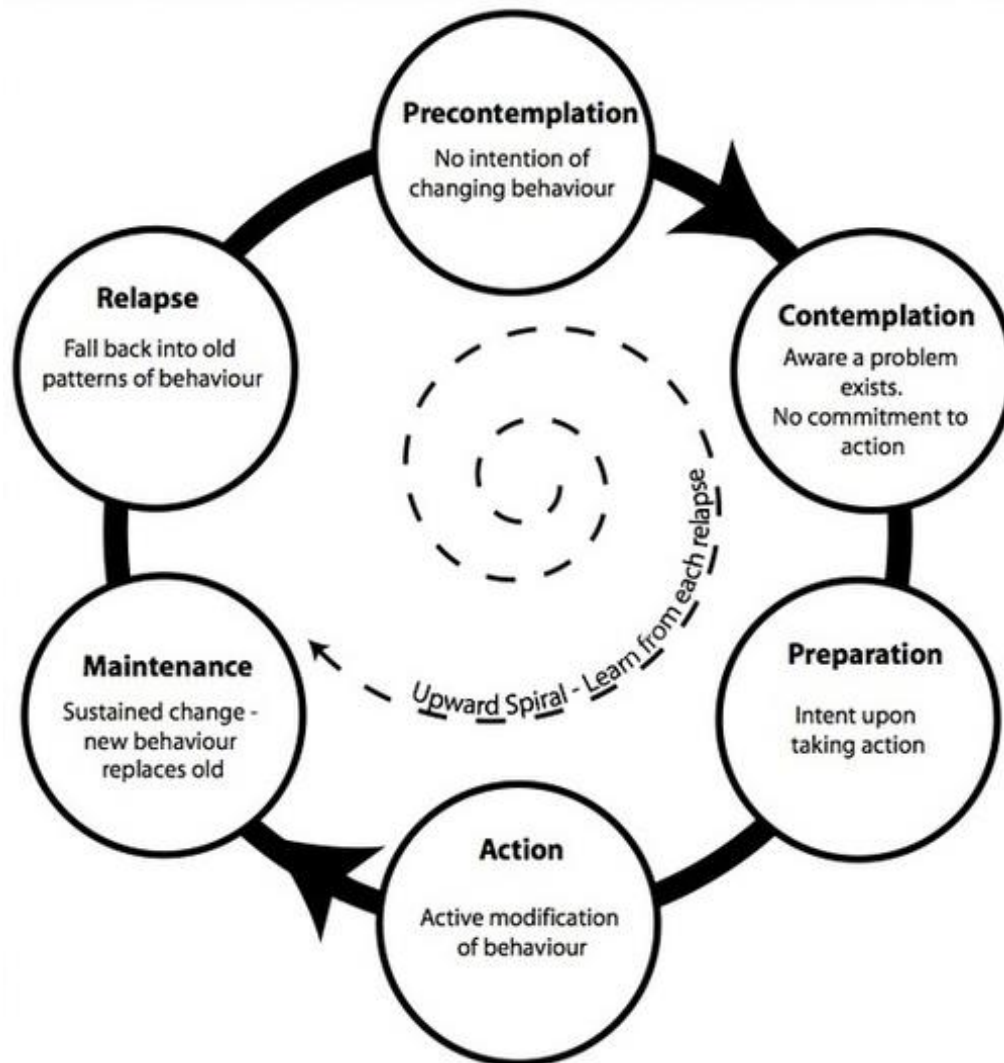 Precontemplation
No intention of
changing behaviour
Contemplation
Aware a problem
exists.
No commitment to
action
Preparation
Intent upon
taking action
Action
Active modification
of behaviour
Maintenance
Sustained change -
new behaviour
replaces old
Relapse
Fall back into old
patterns of behaviour
Upward Spiral - Learn from each relapse